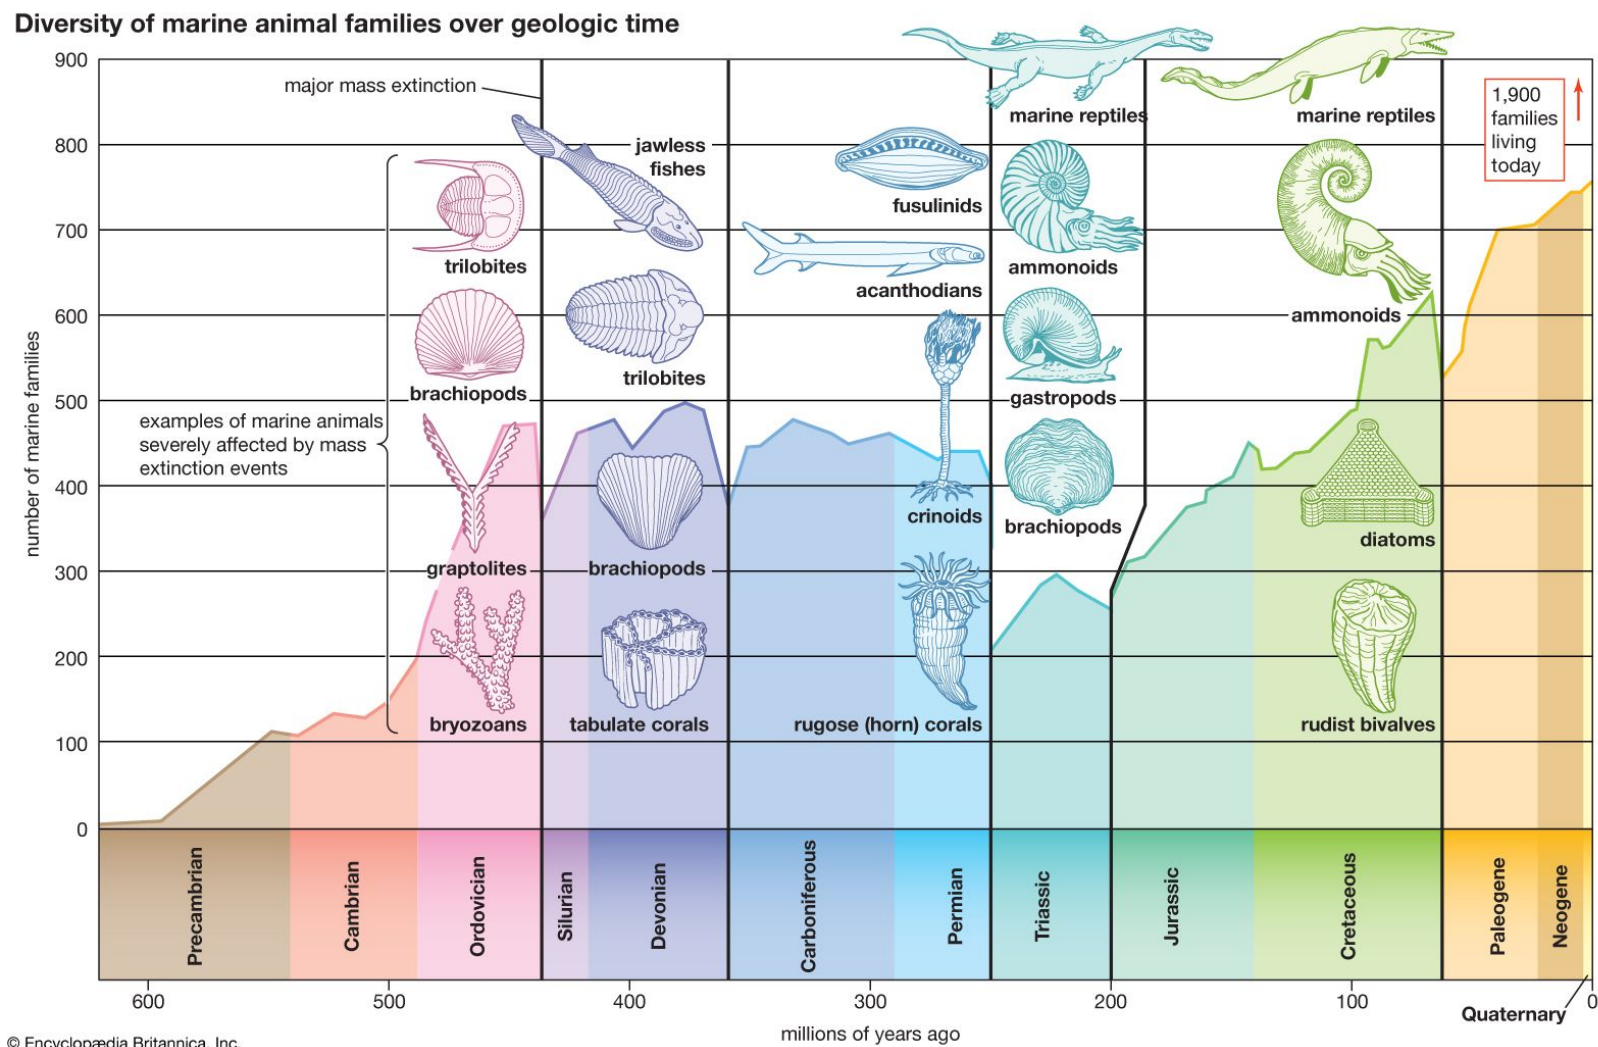 Diversity of marine animal families over geologic time
900
800
700
600
500
400
300
200
100
0
number of marine families
major mass extinction
examples of marine animals
severely affected by mass
extinction events
trilobites
brachiopods
graptolites
bryozoans
jawless
fishes
trilobites
brachiopods
tabulate corals
fusulinids
acanthodians
crinoids
rugose (horn) corals
marine reptiles
ammonoids
gastropods
brachiopods
marine reptiles
ammonoids
diatoms
rudist bivalves
1,900
families
living
today
Precambrian
Cambrian
Ordovician
Silurian
Devonian
Carboniferous
Permian
Triassic
Jurassic
Cretaceous
Paleogene
Neogene
Quaternary
600
500
400
300
200
100
0
millions of years ago
© Encyclopædia Britannica, Inc.